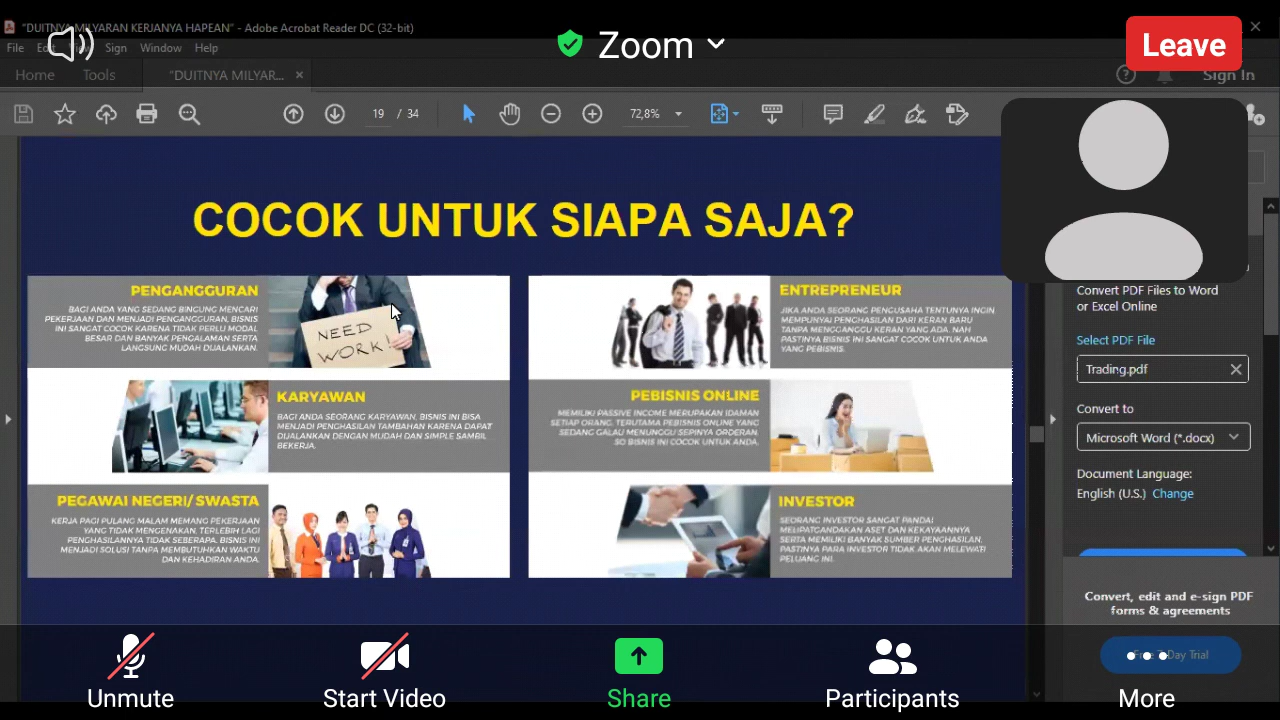 "DUITNYA MILYARAN KERJANYA HAPEAN" - Adobe Acrobat Reader DC (32-bit)
Zoom
Leave
File
Sign
Window
Help
Home
Tools
"DUITNYA MILYAR...
Sign In
19 / 34
72,8%
COCOK UNTUK SIAPA SAJA?
PENGANGGURAN
BAGI ANDA YANG SEDANG BINGUNG MENCARI
PEKERJAAN DAN MENJADI PENGANGGURAN, BISNIS
INI SANGAT COCOK KARENA TIDAK PERLU MODAL
BESAR DAN BANYAK PENGALAMAN SERTA
LANGSUNG MUDAH DIJALANKAN.
NEED
WORK!
KARYAWAN
BAGI ANDA SEORANG KARYAWAN, BISNIS INI BISA
MENJADI PENGHASILAN TAMBAHAN KARENA DAPAT
DIJALANKAN DENGAN MUDAH DAN SIMPLE SAMBIL
BEKERJA.
PEGAWAI NEGERI/ SWASTA
KERJA PAGI PULANG MALAM MEMANG PEKERJAAN
YANG TIDAK MENGENAKAN. TERLEBIH LAGI
PENGHASILANNYA TIDAK SEBERAPA. BISNIS INI
MENJADI SOLUSI TANPA MEMBUTUHKAN WAKTU
DAN KEHADIRAN ANDA.
ENTREPRENEUR
JIKA ANDA SEORANG PENGUSAHA TENTUNYA INGIN
MEMPUNYAI PENGHASILAN DARI KERAN BARU
TANPA MENGGANGGU KERAN YANG ADA. NAH
PASTINYA BISNIS INI SANGAT COCOK UNTUK ANDA
YANG PEBISNIS.
PEBISNIS ONLINE
MEMILIKI PASSIVE INCOME MERUPAKAN IDAMAN
SETIAP ORANG, TERUTAMA PEBISNIS ONLINE YANG
SEDANG GALAU MENUNGGU SEPINYA ORDERAN.
SO BISNIS INI COCOK UNTUK ANDA.
INVESTOR
SEORANG INVESTOR SANGAT PANDAI
MELIPATGANDAKAN ASET DAN KEKAYAANNYA
SERTA MEMILIKI BANYAK SUMBER PENGHASILAN.
PASTINYA PARA INVESTOR TIDAK AKAN MELEWATI
PELUANG INI.
Convert PDF Files to Word
or Excel Online
Select PDF File
Trading.pdf
Convert to
Microsoft Word (*.docx)
Document Language:
English (U.S.) Change
Convert, edit and e-sign PDF
forms & agreements
Day Trial
Unmute
Start Video
Share
Participants
More